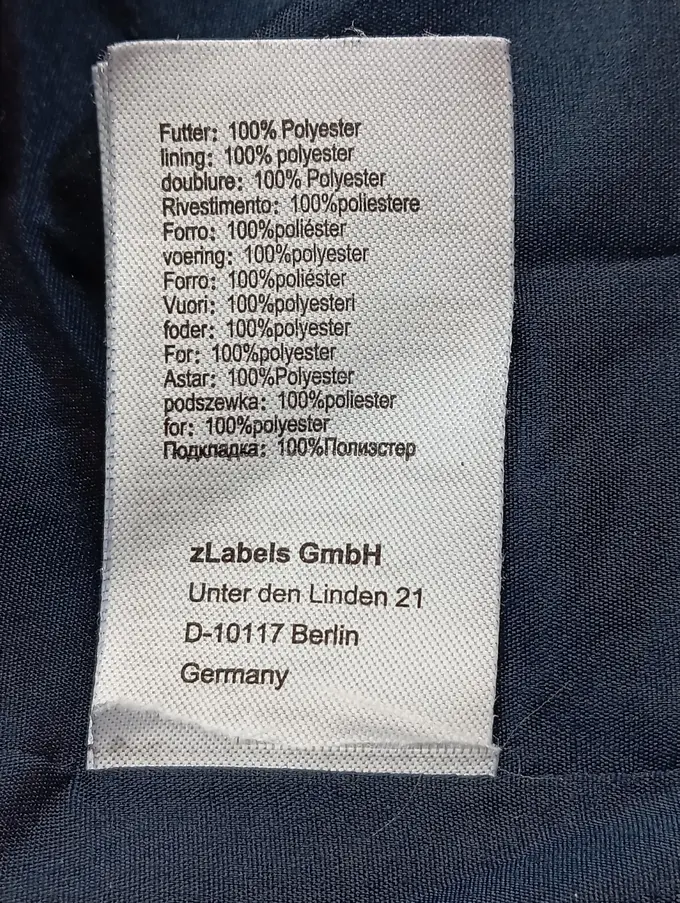 Futter: 100% Polyester
lining: 100% polyester
doublure: 100% Polyester
Rivestimento: 100%poliestere
Forro: 100%poliéster
voering: 100%polyester
Forro: 100%poliéster
Vuori: 100%polyesteri
foder: 100%polyester
For: 100%polyester
Astar: 100%Polyester
podszewka: 100%poliester
for: 100%polyester
Подкладка: 100%Полиэстер
zLabels GmbH
Unter den Linden 21
D-10117 Berlin
Germany